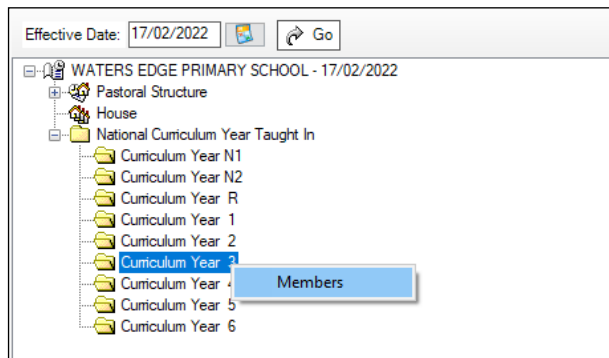 Effective Date: 17/02/2022 Go
WATERS EDGE PRIMARY SCHOOL - 17/02/2022
Pastoral Structure
House
National Curriculum Year Taught In
Curriculum Year N1
Curriculum Year N2
Curriculum Year R
Curriculum Year 1
Curriculum Year 2
Curriculum Year 3
Members
Curriculum Year 4
Curriculum Year 5
Curriculum Year 6